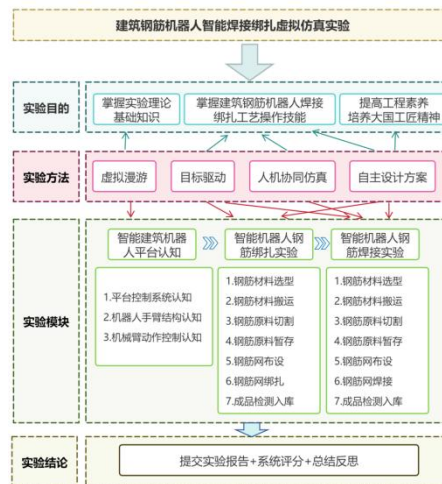 建筑钢筋机器人智能焊接绑扎虚拟仿真实验
实验目的
掌握实验理论
基础知识
掌握建筑钢筋机器人焊接
绑扎工艺操作技能
提高工程素养
培养大国工匠精神
实验方法
虚拟漫游
目标驱动
人机协同仿真
自主设计方案
实验模块
智能建筑机器
人平台认知
1.平台控制系统认知
2.机器人手臂结构认知
3.机械臂动作控制认知
智能机器人钢
筋绑扎实验
1.钢筋材料选型
2.钢筋材料搬运
3.钢筋原料切割
4.钢筋原料暂存
5.钢筋网布设
6.钢筋网绑扎
7.成品检测入库
智能机器人钢
筋焊接实验
1.钢筋材料选型
2.钢筋材料搬运
3.钢筋原料切割
4.钢筋原料暂存
5.钢筋网布设
6.钢筋网焊接
7.成品检测入库
实验结论
提交实验报告+系统评分+总结反思